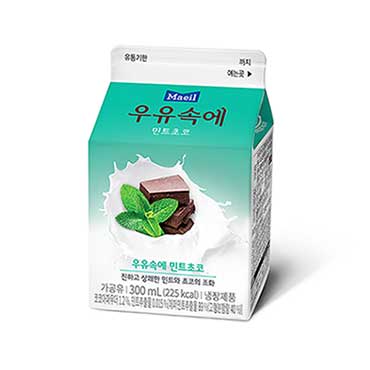 유통기한
까지
여는곳 ▶
Maeil
우유속에
민트초코
우유속에 민트초코
진하고 상쾌한 민트와 초코의 조화
가공유 | 300 mL (225 kcal) | 냉장제품